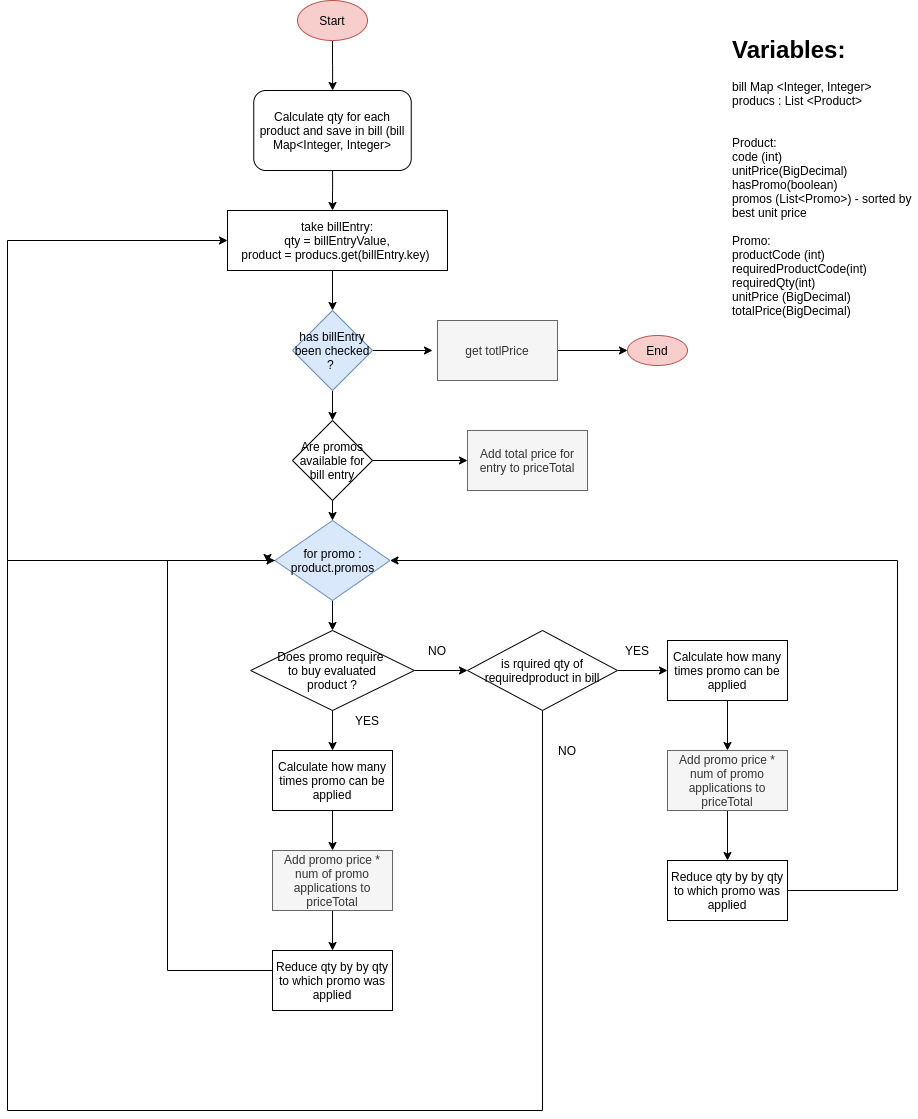 Start
Variables:
bill Map <Integer, Integer>
producs : List <Product>
Product:
code (int)
unitPrice(BigDecimal)
hasPromo(boolean)
promos (List<Promo>) - sorted by
best unit price
Promo:
productCode (int)
requiredProductCode(int)
requiredQty(int)
unitPrice (BigDecimal)
totalPrice(BigDecimal)
Calculate qty for each
product and save in bill (bill
Map<Integer, Integer>
take billEntry:
qty = billEntryValue,
product = producs.get(billEntry.key)
has billEntry
been checked
?
get totlPrice
End
Are promos
available for
bill entry
Add total price for
entry to priceTotal
for promo :
product.promos
Does promo require
to buy evaluated
product ?
NO
is rquired qty of
requiredproduct in bill
YES
Calculate how many
times promo can be
applied
YES
NO
Calculate how many
times promo can be
applied
Add promo price *
num of promo
applications to
priceTotal
Add promo price *
num of promo
applications to
priceTotal
Reduce qty by by qty
to which promo was
applied
Reduce qty by by qty
to which promo was
applied